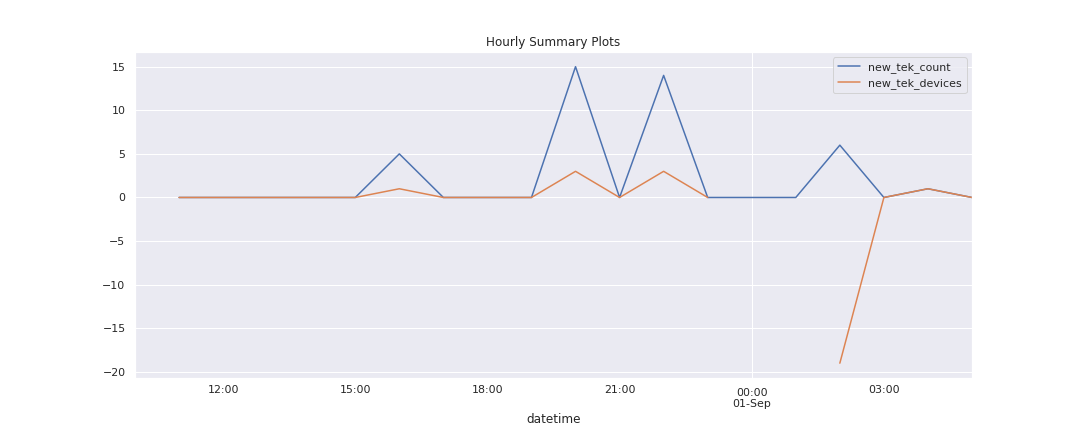 Hourly Summary Plots
new_tek_count
new_tek_devices
15
10
5
0
−5
−10
−15
−20
12:00
15:00
18:00
21:00
00:00
01-Sep
03:00
datetime